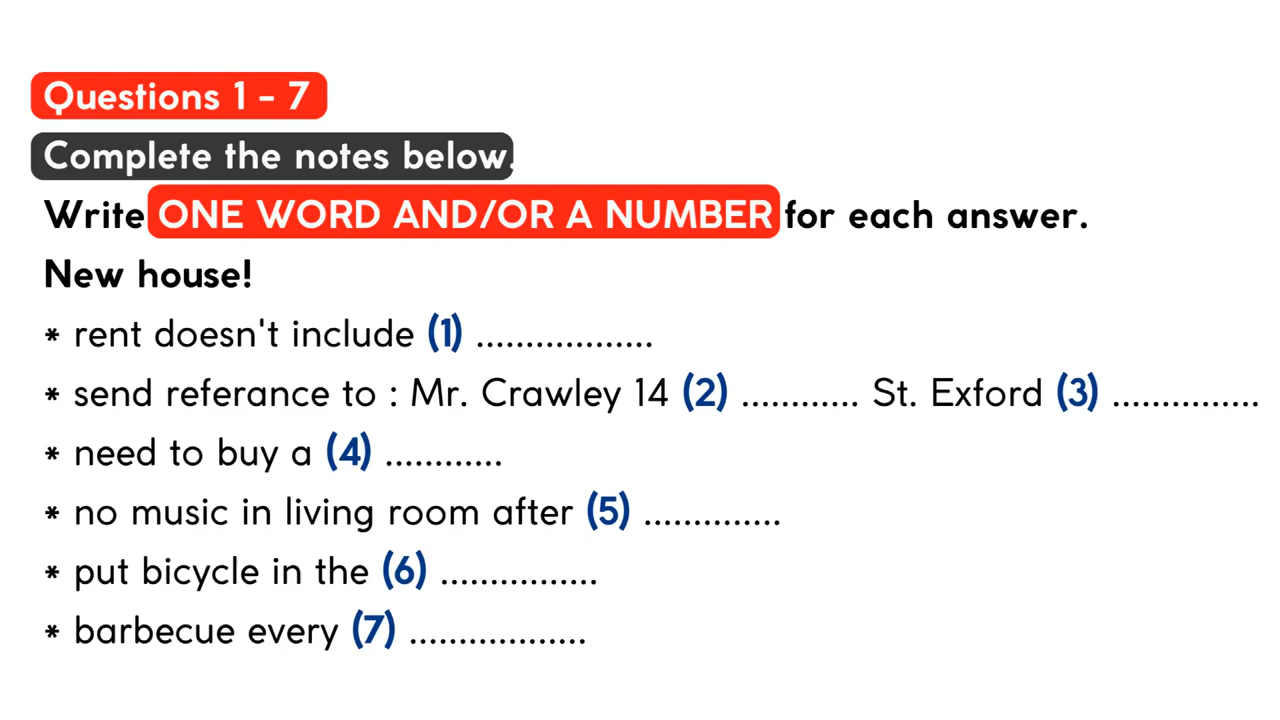 Questions 1 - 7
Complete the notes below.
Write ONE WORD AND/OR A NUMBER for each answer.
New house!
* rent doesn't include (1) ..................
* send referance to : Mr. Crawley 14 (2) ............ St. Exford (3) ...............
* need to buy a (4) ............
* no music in living room after (5) ..............
* put bicycle in the (6) ................
* barbecue every (7) ..................